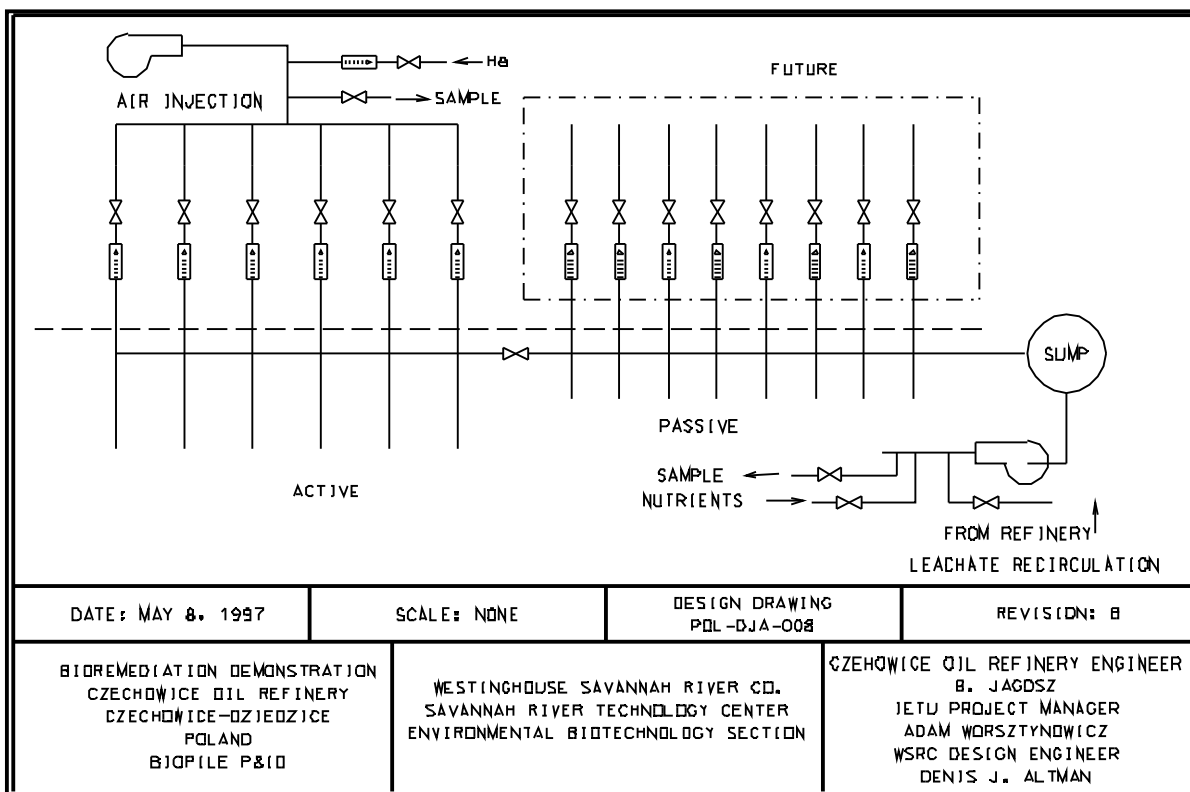 He
AIR INJECTION
SAMPLE
FUTURE
SUMP
PASSIVE
ACTIVE
SAMPLE
NUTRIENTS
FROM REFINERY
LEACHATE RECIRCULATION
DATE: MAY 8, 1997
SCALE: NONE
DESIGN DRAWING
POL-DJA-008
REVISION: B
BIOREMEDIATION DEMONSTRATION
CZECHOWICE OIL REFINERY
CZECHOWICE-DZIEDZICE
POLAND
BIOPILE P&ID
WESTINGHOUSE SAVANNAH RIVER CO.
SAVANNAH RIVER TECHNOLOGY CENTER
ENVIRONMENTAL BIOTECHNOLOGY SECTION
CZEHOWICE OIL REFINERY ENGINEER
B. JAGOSZ
IETU PROJECT MANAGER
ADAM WORSZTYNOWICZ
WSRC DESIGN ENGINEER
DENIS J. ALTMAN